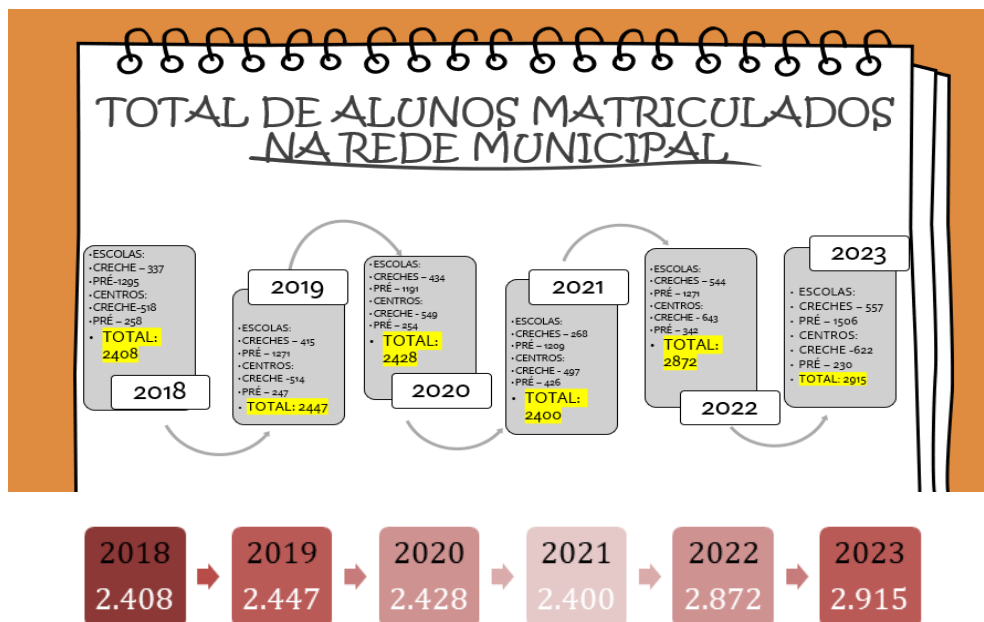 TOTAL DE ALUNOS MATRICULADOS
NA REDE MUNICIPAL
•ESCOLAS:
•CRECHE – 337
•PRÉ-1295
•CENTROS:
•CRECHE-518
•PRÉ – 258
• TOTAL:
2408
2018
2019
•ESCOLAS:
•CRECHES – 415
•PRÉ – 1271
•CENTROS:
•CRECHE -514
•PRÉ – 247
• TOTAL: 2447
•ESCOLAS:
•CRECHES – 434
•PRÉ – 1191
•CENTROS:
•CRECHE -549
•PRÉ – 254
• TOTAL:
2428
2020
2021
•ESCOLAS:
•CRECHES – 268
•PRÉ – 1209
•CENTROS:
•CRECHE -497
•PRÉ – 426
• TOTAL:
2400
•ESCOLAS:
•CRECHES – 544
•PRÉ – 1271
•CENTROS:
•CRECHE -643
•PRÉ – 342
• TOTAL:
2872
2022
2023
• ESCOLAS:
• CRECHES – 557
• PRÉ – 1506
• CENTROS:
• CRECHE -622
• PRÉ – 230
• TOTAL: 2915
2018
2.408
2019
2.447
2020
2.428
2021
2.400
2022
2.872
2023
2.915